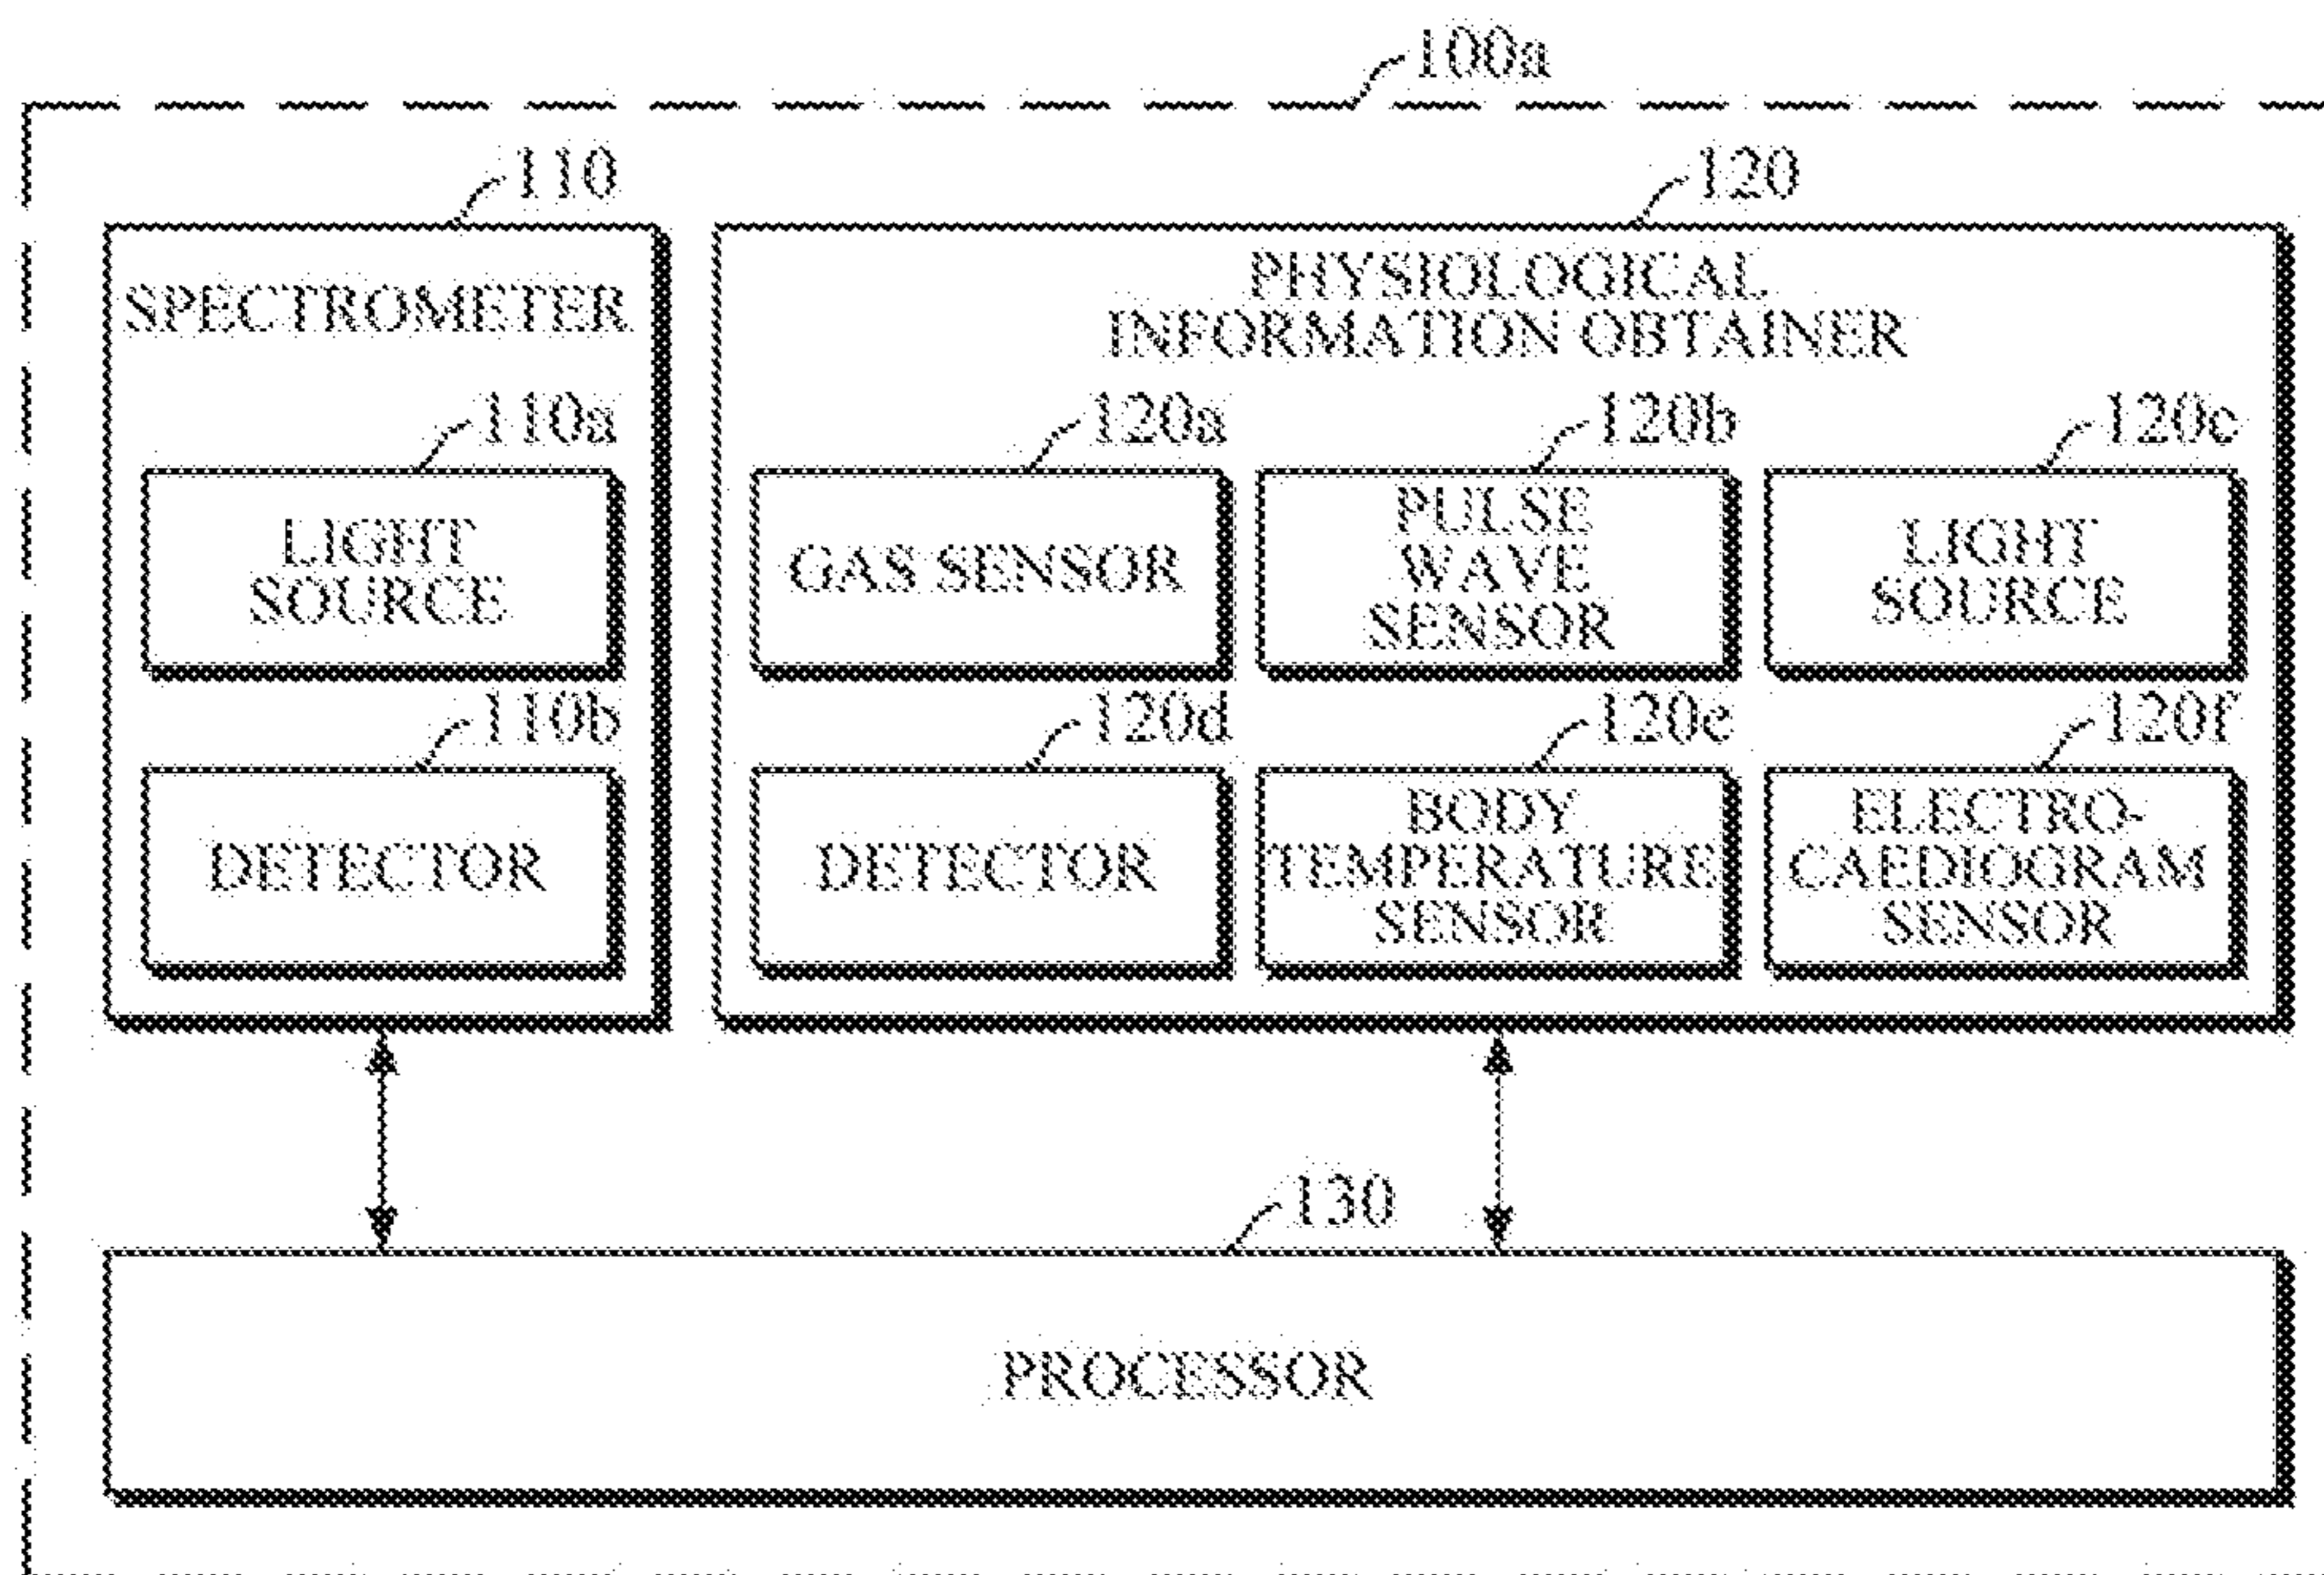 100a
110
120
SPECTROMETER
PHYSIOLOGICAL
INFORMATION OBTAINER
110a
120a
120b
120c
LIGHT
SOURCE
GAS SENSOR
PULSE
WAVE
SENSOR
LIGHT
SOURCE
110b
120d
120e
120f
DETECTOR
DETECTOR
BODY
TEMPERATURE
SENSOR
ELECTRO-
CAEDIOGRAM
SENSOR
130
PROCESSOR